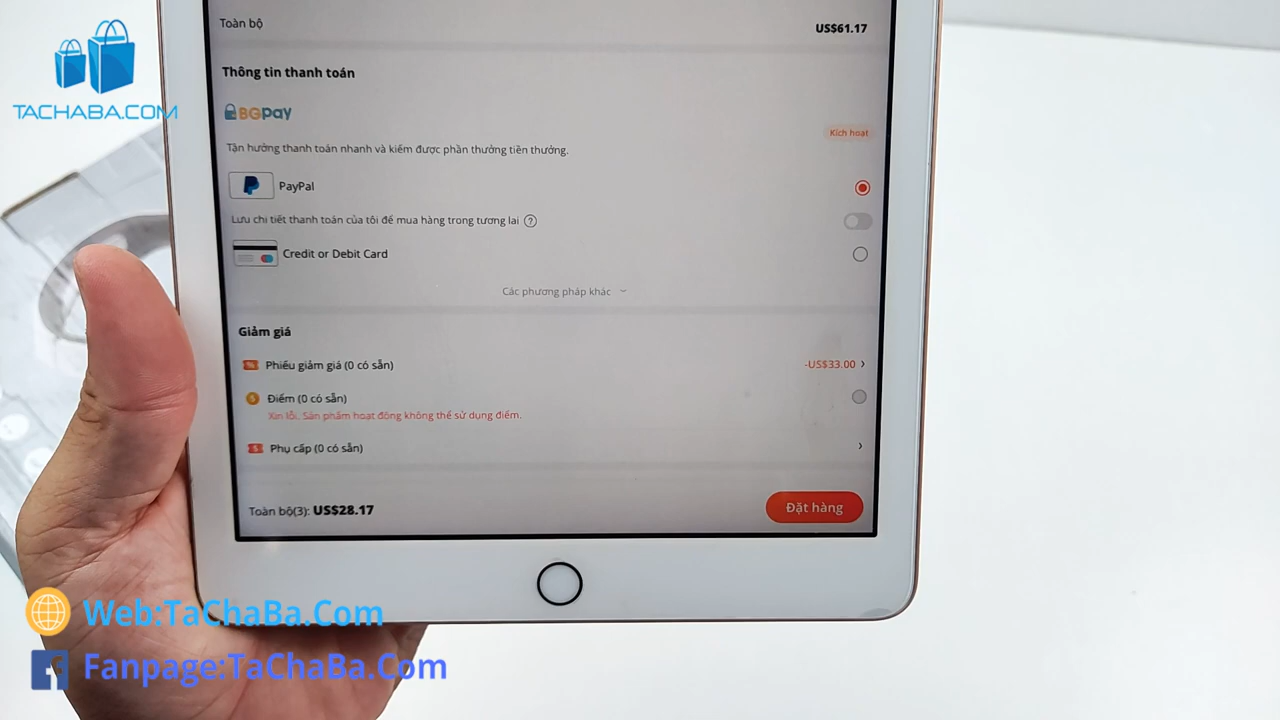 Toàn bộ US$61.17
TACHABA.COM
Thông tin thanh toán
BGpay
Kích hoạt
Tận hưởng thanh toán nhanh và kiếm được phần thưởng tiền thưởng.
PayPal
Lưu chi tiết thanh toán của tôi để mua hàng trong tương lai ?
Credit or Debit Card
Các phương pháp khác
Giảm giá
Phiếu giảm giá (0 có sẵn) -US$33.00
Điểm (0 có sẵn)
Xin lỗi, Sản phẩm hoạt động không thể sử dụng điểm.
Phụ cấp (0 có sẵn)
Toàn bộ(3): US$28.17 Đặt hàng
Web:TaChaBa.Com
Fanpage:TaChaBa.Com